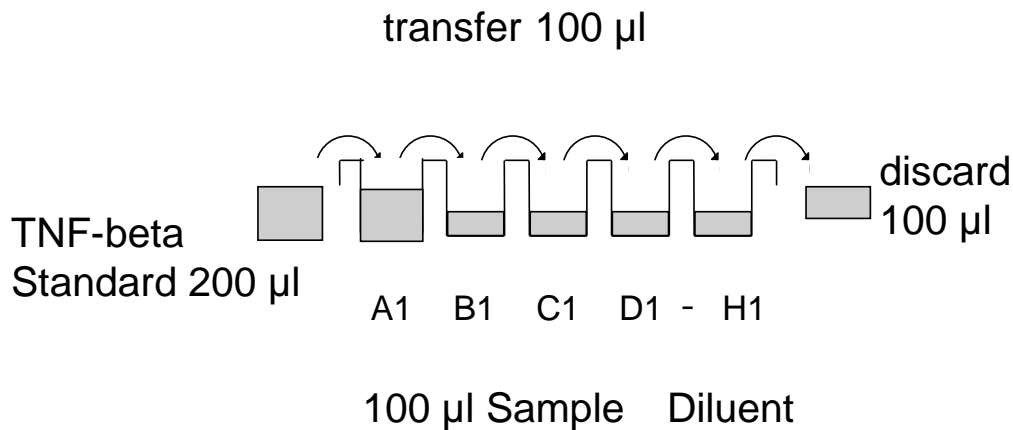 transfer 100 µl
discard
100 µl
TNF-beta
Standard 200 µl
A1 B1 C1 D1 - H1
100 µl Sample Diluent